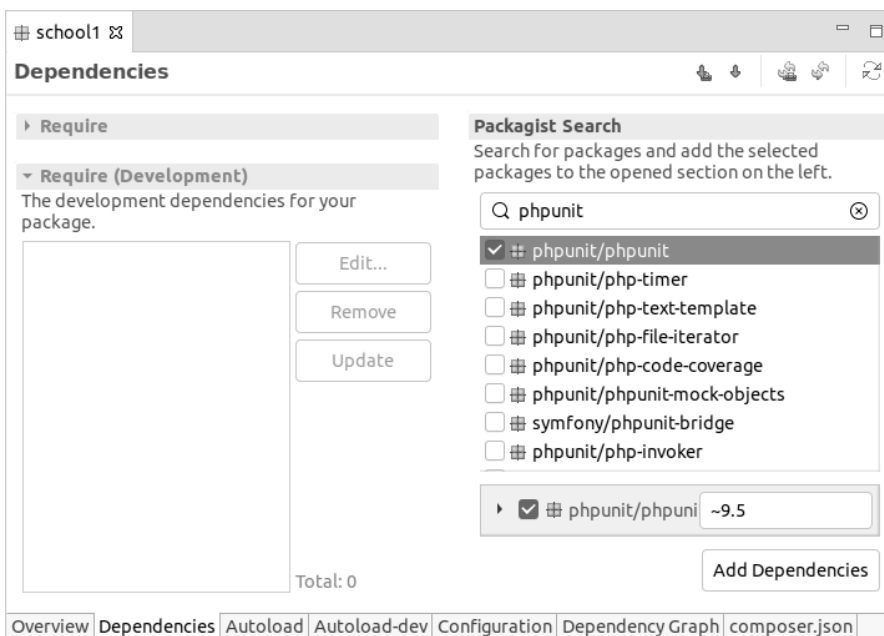 school1
Dependencies
Require
Require (Development)
The development dependencies for your
package.
Edit...
Remove
Update
Total: 0
Packagist Search
Search for packages and add the selected
packages to the opened section on the left.
phpunit
phpunit/phpunit
phpunit/php-timer
phpunit/php-text-template
phpunit/php-file-iterator
phpunit/php-code-coverage
phpunit/phpunit-mock-objects
symfony/phpunit-bridge
phpunit/php-invoker
phpunit/phpuni ~9.5
Add Dependencies
Overview Dependencies Autoload Autoload-dev Configuration Dependency Graph composer.json